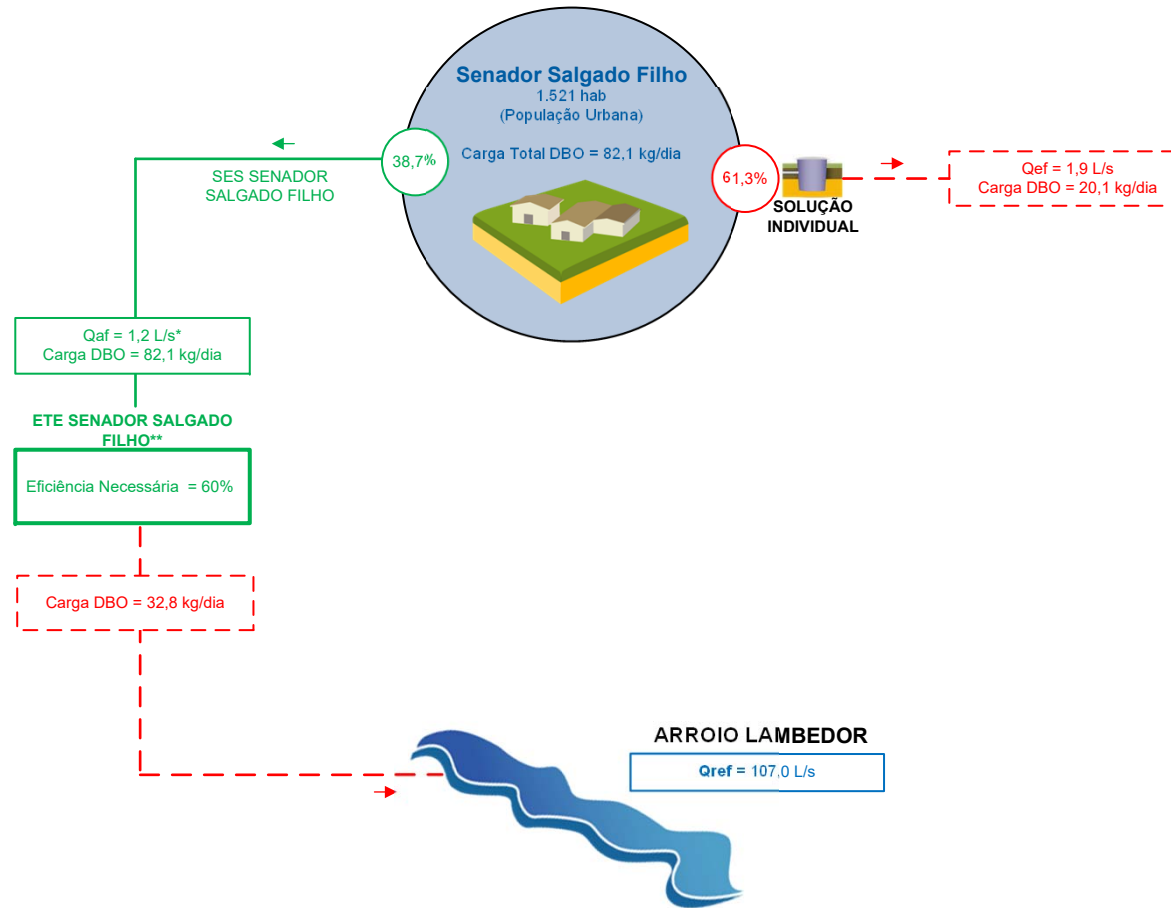 Senador Salgado Filho
1.521 hab
(População Urbana)
Carga Total DBO = 82,1 kg/dia
38,7%
SES SENADOR
SALGADO FILHO
61,3%
SOLUÇÃO
INDIVIDUAL
Qef = 1,9 L/s
Carga DBO = 20,1 kg/dia
Qaf = 1,2 L/s*
Carga DBO = 82,1 kg/dia
ETE SENADOR SALGADO
FILHO**
Eficiência Necessária = 60%
Carga DBO = 32,8 kg/dia
ARROIO LAMBEDOR
Qref = 107,0 L/s